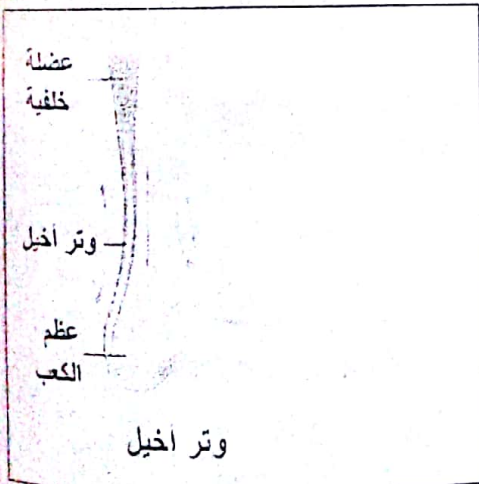 عضلة
خلفية
وتر أخيل
عظم
الكعب
وتر أخيل